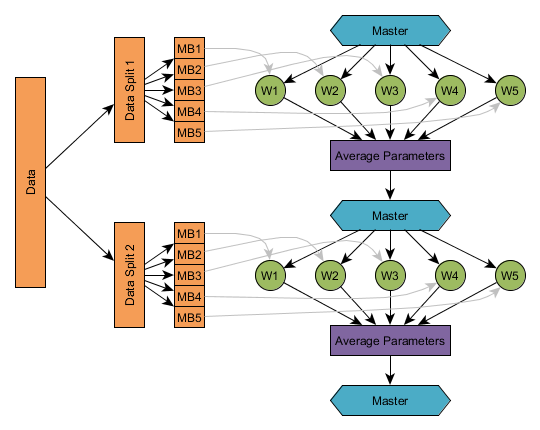 Data
Data Split 1
MB1
MB2
MB3
MB4
MB5
Master
W1
W2
W3
W4
W5
Average Parameters
Master
Data Split 2
MB1
MB2
MB3
MB4
MB5
W1
W2
W3
W4
W5
Average Parameters
Master